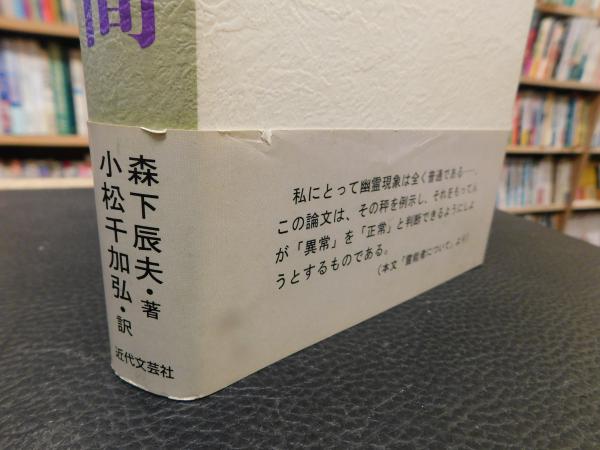 間
森下辰夫・著
小松千加弘・訳
近代文芸社
私にとって幽霊現象は全く普通である――。
この論文は、その秤を例示し、それをもって人
が「異常」を「正常」と判断できるようにしよ
うとするものである。
（本文「霊能者について」より）